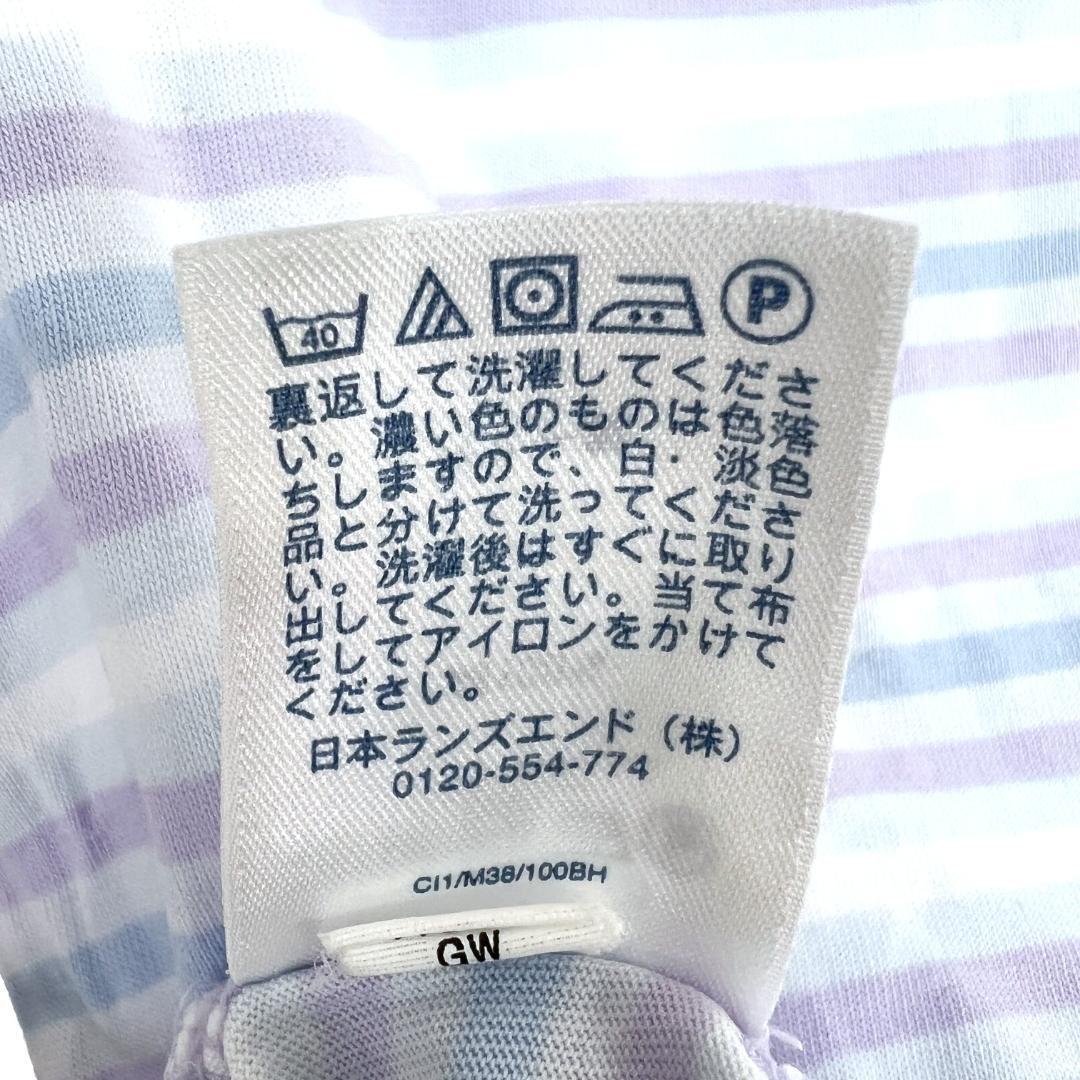 40 P
裏返して洗濯してくださ
い。濃い色のものは色落
ちしますので、白・淡色
品と分けて洗ってくださ
い。洗濯後はすぐに取り
出してください。当て布
をしてアイロンをかけて
ください。
日本ランズエンド（株）
0120-554-774
CI1/M38/100BH
GW